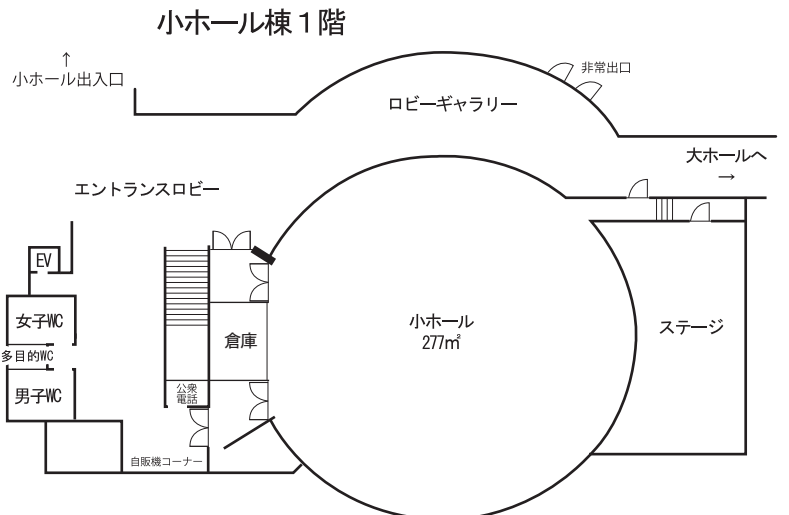 小ホール棟1階
↑
小ホール出入口
非常出口
ロビーギャラリー
大ホールへ
→
エントランスロビー
EV
女子WC
多目的WC
男子WC
倉庫
小ホール
277㎡
ステージ
公衆
電話
自販機コーナー